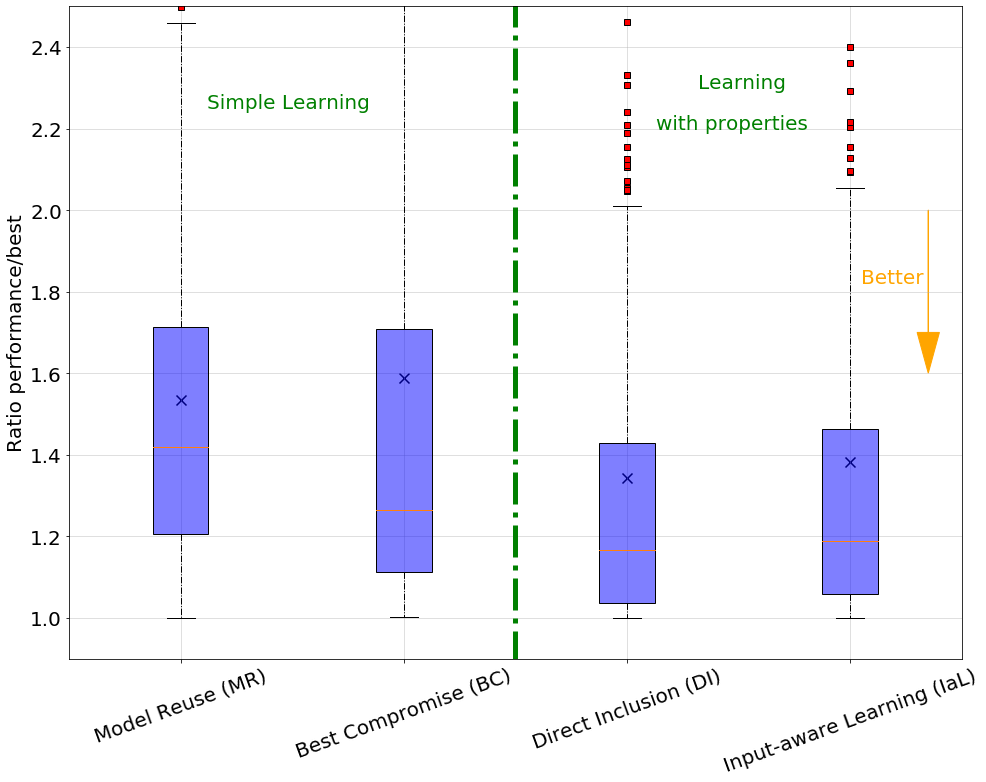 2.4
2.2
2.0
1.8
1.6
1.4
1.2
1.0
Ratio performance/best
Simple Learning
Learning
with properties
Better
Model Reuse (MR)
Best Compromise (BC)
Direct Inclusion (DI)
Input-aware Learning (IaL)